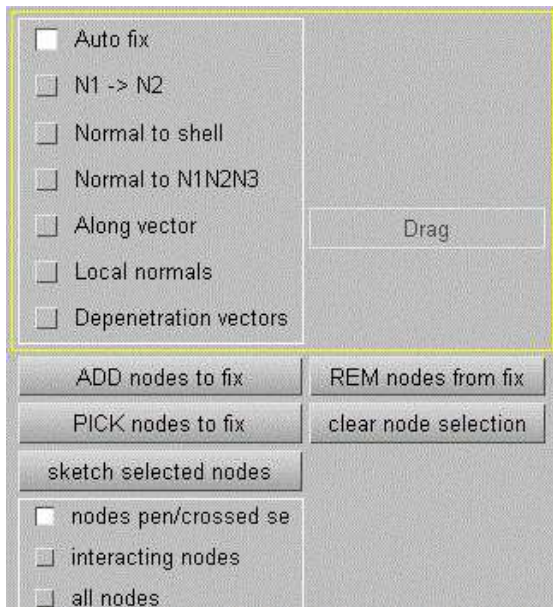 Auto fix
N1 -> N2
Normal to shell
Normal to N1N2N3
Along vector
Drag
Local normals
Depenetration vectors
ADD nodes to fix
REM nodes from fix
PICK nodes to fix
clear node selection
sketch selected nodes
nodes pen/crossed se
interacting nodes
all nodes